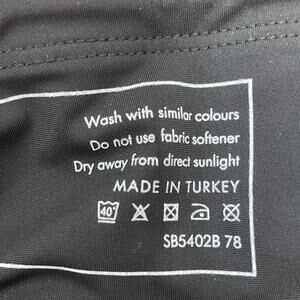 Wash with similar colours
Do not use fabric softener
Dry away from direct sunlight
MADE IN TURKEY
40°
SB5402B 78